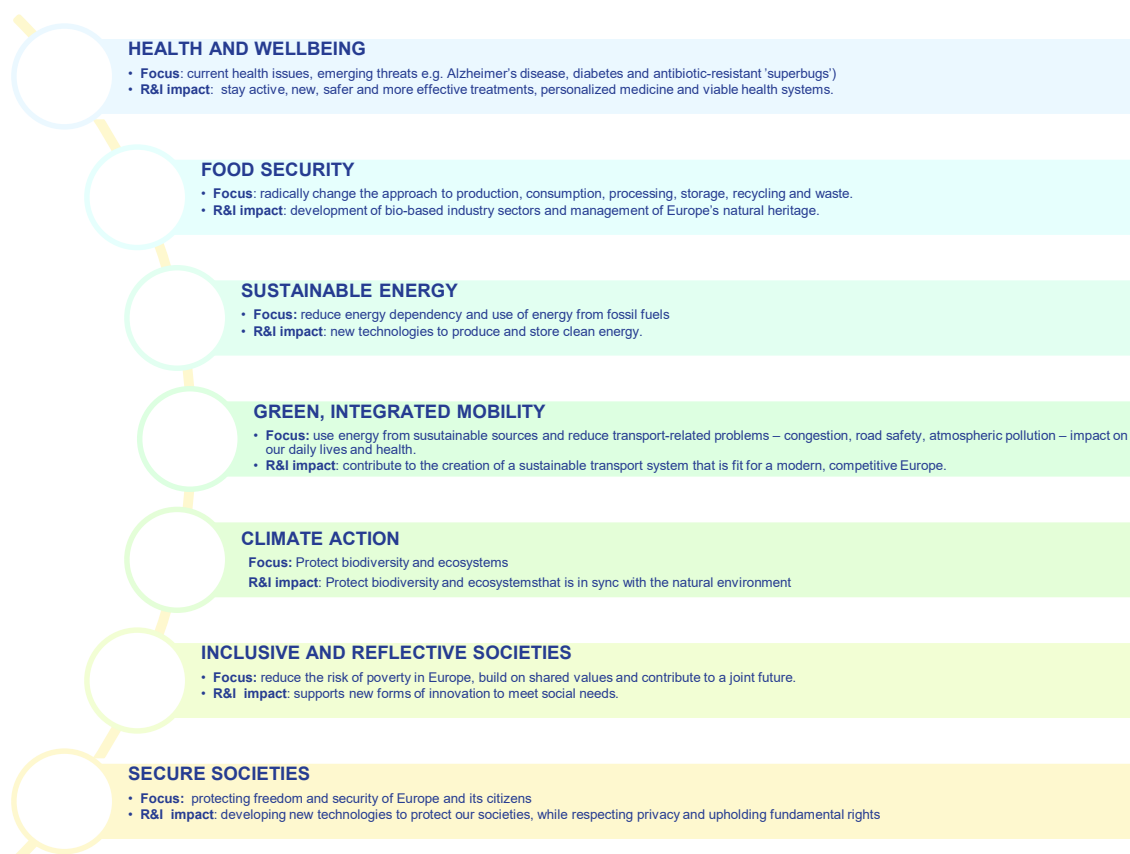 HEALTH AND WELLBEING
• Focus: current health issues, emerging threats e.g. Alzheimer's disease, diabetes and antibiotic-resistant 'superbugs')
• R&I impact:  stay active, new, safer and more effective treatments, personalized medicine and viable health systems.
FOOD SECURITY
• Focus: radically change the approach to production, consumption, processing, storage, recycling and waste.
• R&I impact: development of bio-based industry sectors and management of Europe's natural heritage.
SUSTAINABLE ENERGY
• Focus: reduce energy dependency and use of energy from fossil fuels
• R&I impact: new technologies to produce and store clean energy.
GREEN, INTEGRATED MOBILITY
• Focus: use energy from susutainable sources and reduce transport-related problems – congestion, road safety, atmospheric pollution – impact on
our daily lives and health.
• R&I impact: contribute to the creation of a sustainable transport system that is fit for a modern, competitive Europe.
CLIMATE ACTION
Focus: Protect biodiversity and ecosystems
R&I impact: Protect biodiversity and ecosystemsthat is in sync with the natural environment
INCLUSIVE AND REFLECTIVE SOCIETIES
• Focus: reduce the risk of poverty in Europe, build on shared values and contribute to a joint future.
• R&I  impact: supports new forms of innovation to meet social needs.
SECURE SOCIETIES
• Focus:  protecting freedom and security of Europe and its citizens
• R&I  impact: developing new technologies to protect our societies, while respecting privacy and upholding fundamental rights